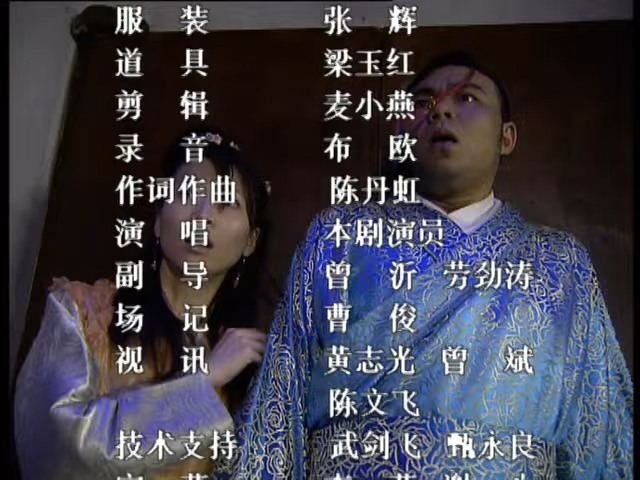 服装 张辉
道具 梁玉红
剪辑 麦小燕
录音 布欧
作词作曲 陈丹虹
演唱 本剧演员
副导 曾沂 劳劲涛
场记 曹俊
视讯 黄志光 曾斌
陈文飞
技术支持 武剑飞 甄永良